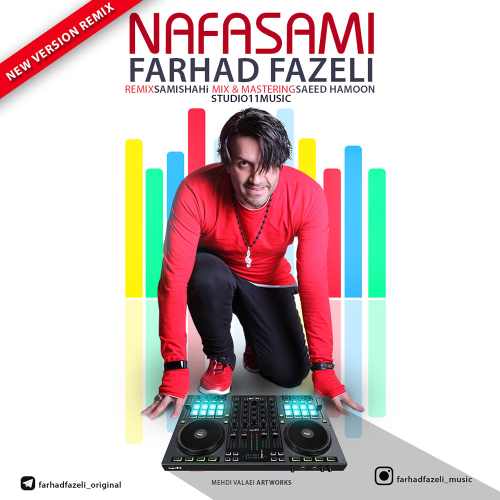 NEW VERSION REMIX
NAFASAMI
FARHAD FAZELI
REMIXSAMISHAHi MIX & MASTERINGSAEED HAMOON
STUDIO11MUSIC
MEHDI VALAEI ARTWORKS
farhadfazeli_original
farhadfazeli_music